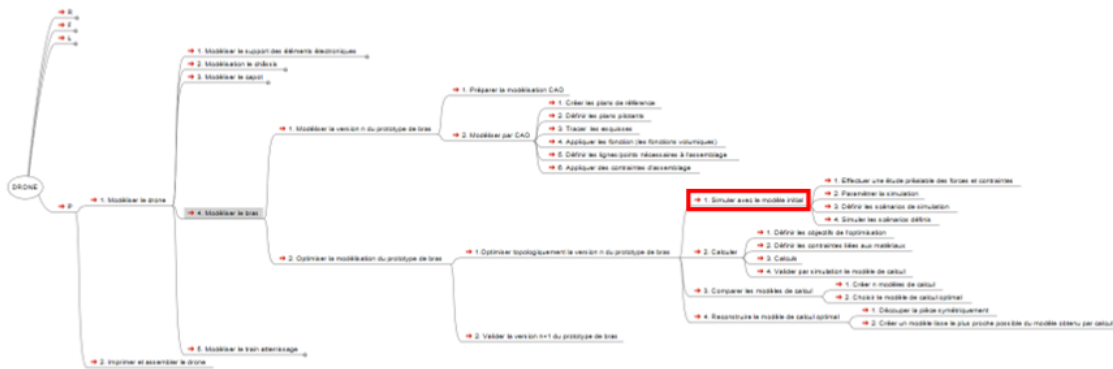 R
F
L
1. Modéliser le support des éléments électroniques
2. Modélisation le châssis
3. Modéliser le capot
1. Préparer la modélisation CAO
1. Créer les plans de référence
2. Définir les plans pilotants
1. Modéliser la version n du prototype de bras
2. Modéliser par CAO
3. Tracer les esquisses
4. Appliquer les fonction (les fonctions volumiques)
5. Définir les lignes/points nécessaires à l'assemblage
6. Appliquer des contraintes d'assemblage
DRONE
P
1. Modéliser le drone
4. Modéliser le bras
1. Simuler avec le modèle initial
1. Effectuer une étude préalable des forces et contraintes
2. Paramétrer la simulation
3. Définir les scénarios de simulation
4. Simuler les scénarios définis
2. Optimiser la modélisation du prototype de bras
1.Optimiser topologiquement la version n du prototype de bras
2. Calculer
1. Définir les objectifs de l'optimisation
2. Définir les contraintes liées aux matériaux
3. Calculs
4. Valider par simulation le modèle de calcul
3. Comparer les modèles de calcul
1. Créer n modèles de calcul
2. Choisir le modèle de calcul optimal
4. Reconstruire le modèle de calcul optimal
1. Découper la pièce symétriquement
2. Créer un modèle lisse le plus proche possible du modèle obtenu par calcul
2. Valider la version n+1 du prototype de bras
5. Modéliser le train atterrissage
2. Imprimer et assembler le drone